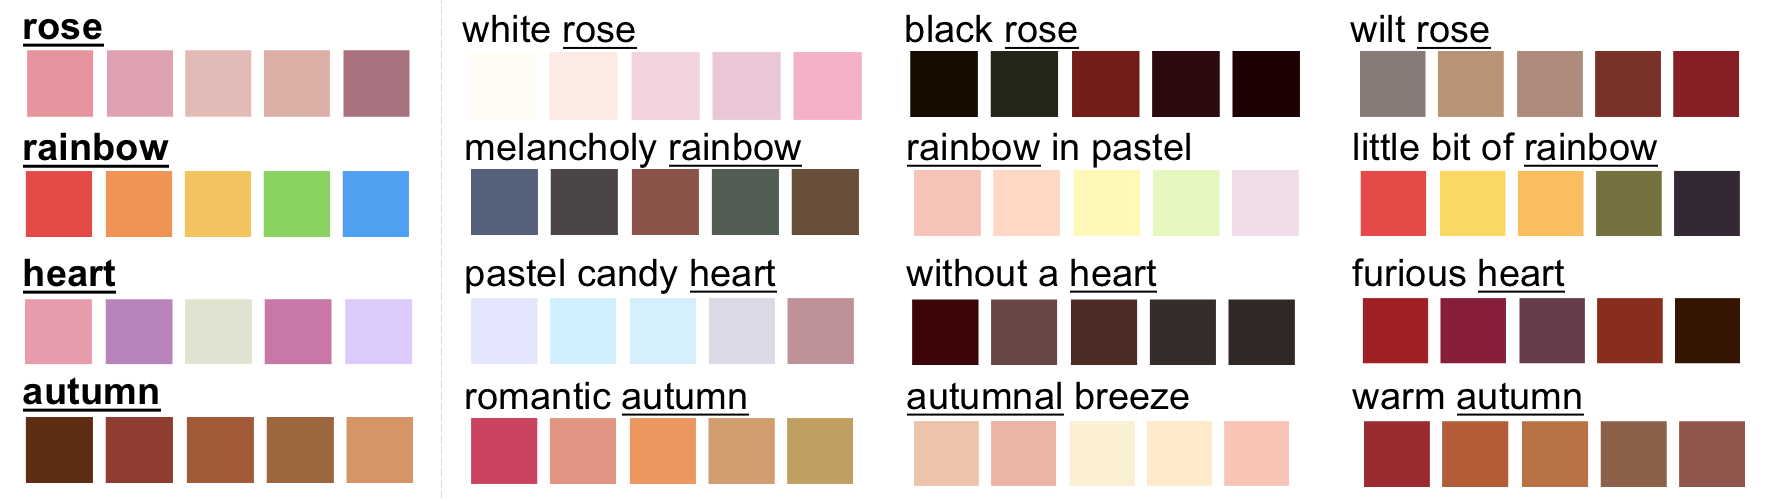 rose
white rose
black rose
wilt rose
rainbow
melancholy rainbow
rainbow in pastel
little bit of rainbow
heart
pastel candy heart
without a heart
furious heart
autumn
romantic autumn
autumnal breeze
warm autumn